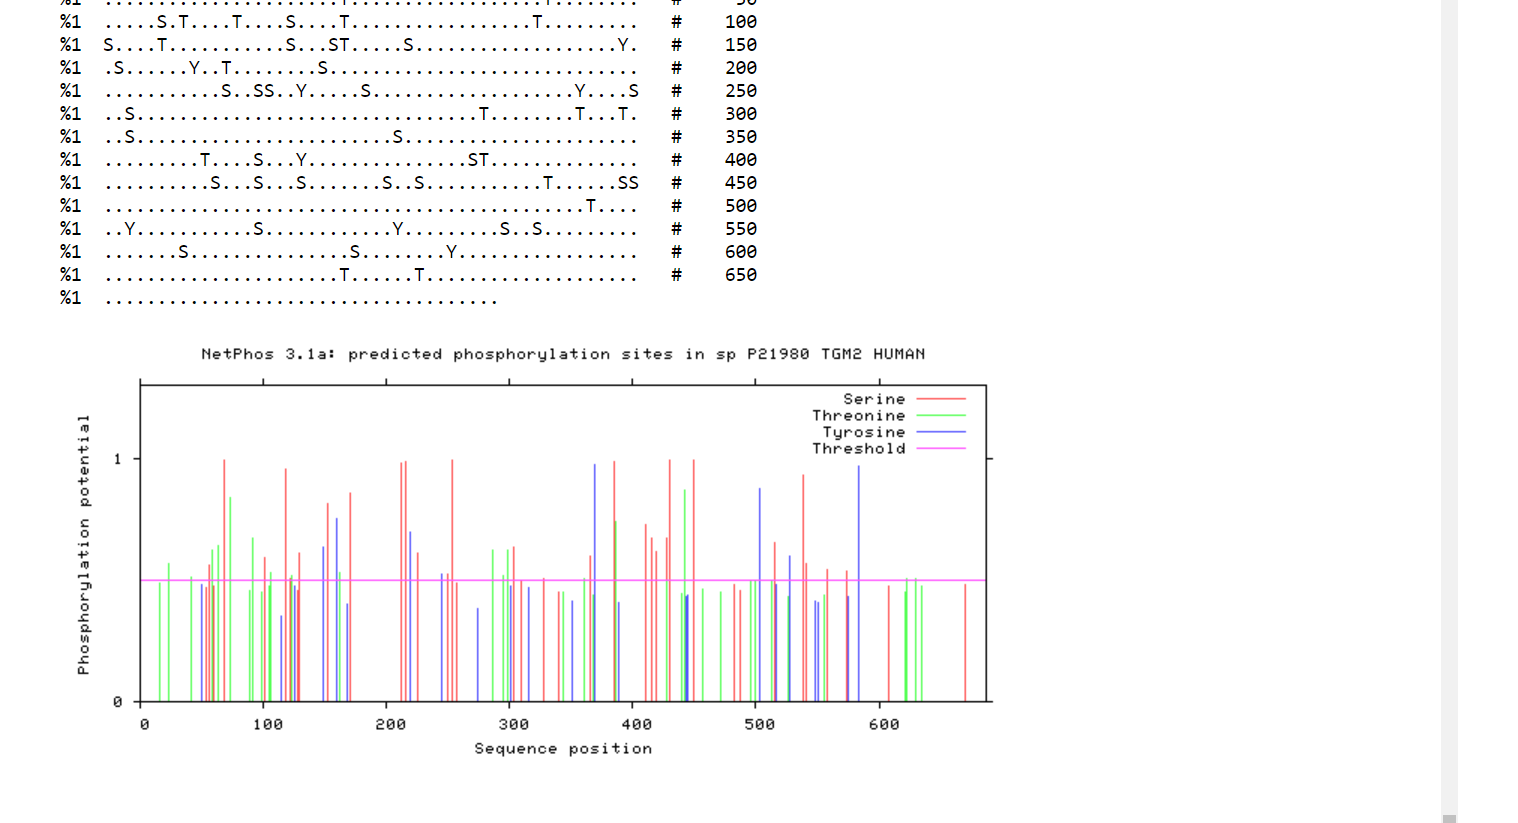 %1 .....S.T....T....S....T.................T......... # 100
%1 S....T...........S...ST.....S...................Y. # 150
%1 .S......Y..T........S............................. # 200
%1 ...........S..SS..Y.....S...................Y....S # 250
%1 ..S................................T........T...T. # 300
%1 ..S........................S...................... # 350
%1 .........T....S...Y...............ST.............. # 400
%1 ..........S...S...S.......S..S...........T......SS # 450
%1 .............................................T.... # 500
%1 ..Y...........S............Y.........S..S......... # 550
%1 .......S...............S........Y................. # 600
%1 ......................T......T.................... # 650
%1 .....................................
NetPhos 3.1a: predicted phosphorylation sites in sp P21980 TGM2 HUMAN
Serine
Threonine
Tyrosine
Threshold
Phosphorylation potential
1
0
0 100 200 300 400 500 600
Sequence position